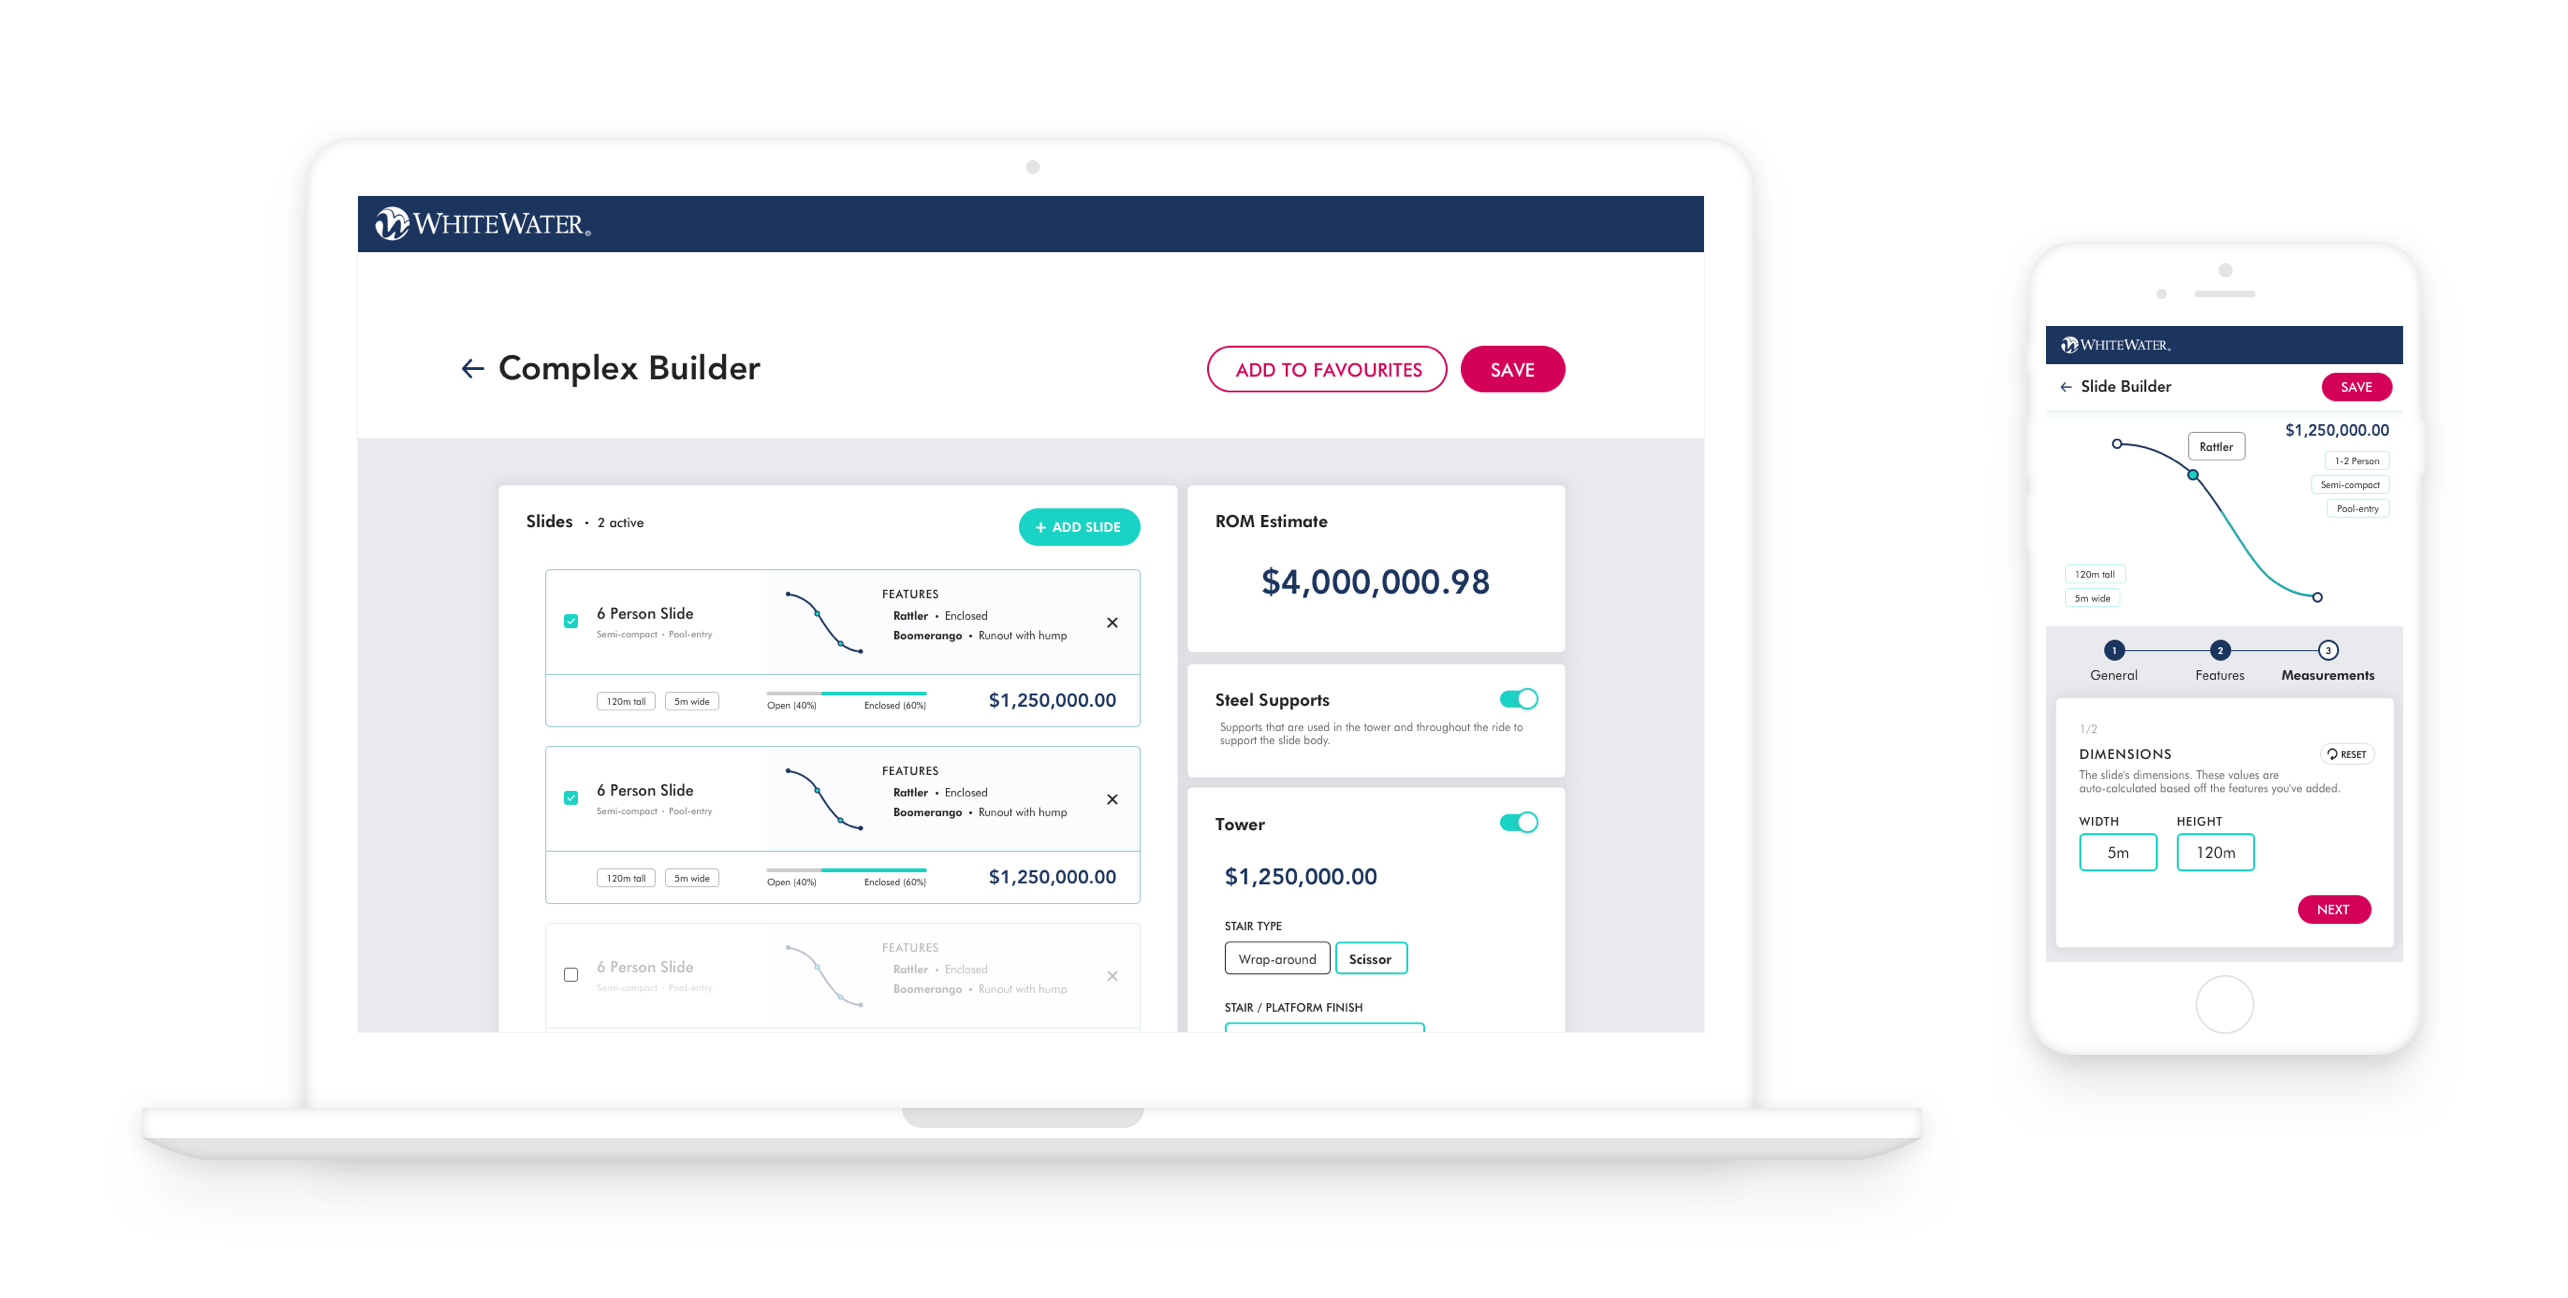 WHITEWATER®
Complex Builder
ADD TO FAVOURITES
SAVE
Slides • 2 active
+ ADD SLIDE
6 Person Slide
Semi-compact • Pool-entry
FEATURES
Rattler • Enclosed
Boomerango • Runout with hump
120m tall
5m wide
Open (40%)
Enclosed (60%)
$1,250,000.00
6 Person Slide
Semi-compact • Pool-entry
FEATURES
Rattler • Enclosed
Boomerango • Runout with hump
120m tall
5m wide
Open (40%)
Enclosed (60%)
$1,250,000.00
6 Person Slide
Semi-compact • Pool-entry
FEATURES
Rattler • Enclosed
Boomerango • Runout with hump
ROM Estimate
$4,000,000.98
Steel Supports
Supports that are used in the tower and throughout the ride to
support the slide body.
Tower
$1,250,000.00
STAIR TYPE
Wrap-around
Scissor
STAIR / PLATFORM FINISH
WHITEWATER®
Slide Builder
SAVE
$1,250,000.00
Rattler
1-2 Person
Semi-compact
Pool-entry
120m tall
5m wide
1
2
3
General
Features
Measurements
1/2
DIMENSIONS
RESET
The slide's dimensions. These values are
auto-calculated based off the features you've added.
WIDTH
HEIGHT
5m
120m
NEXT